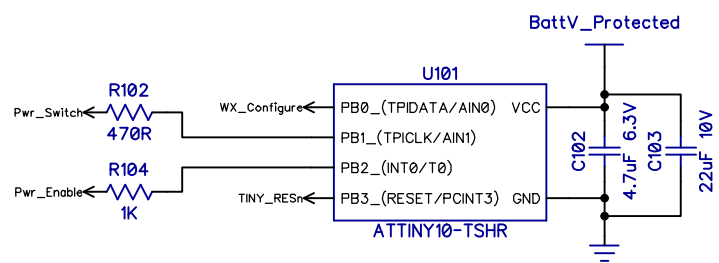 BattV_Protected
U101
R102
Pwr_Switch
470R
WX_Configure
PB0_(TPIDATA/AIN0)
VCC
PB1_(TPICLK/AIN1)
R104
PB2_(INT0/T0)
Pwr_Enable
1K
TINY_RESn
PB3_(RESET/PCINT3)
GND
ATTINY10-TSHR
C102
4.7uF 6.3V
C103
22uF 10V